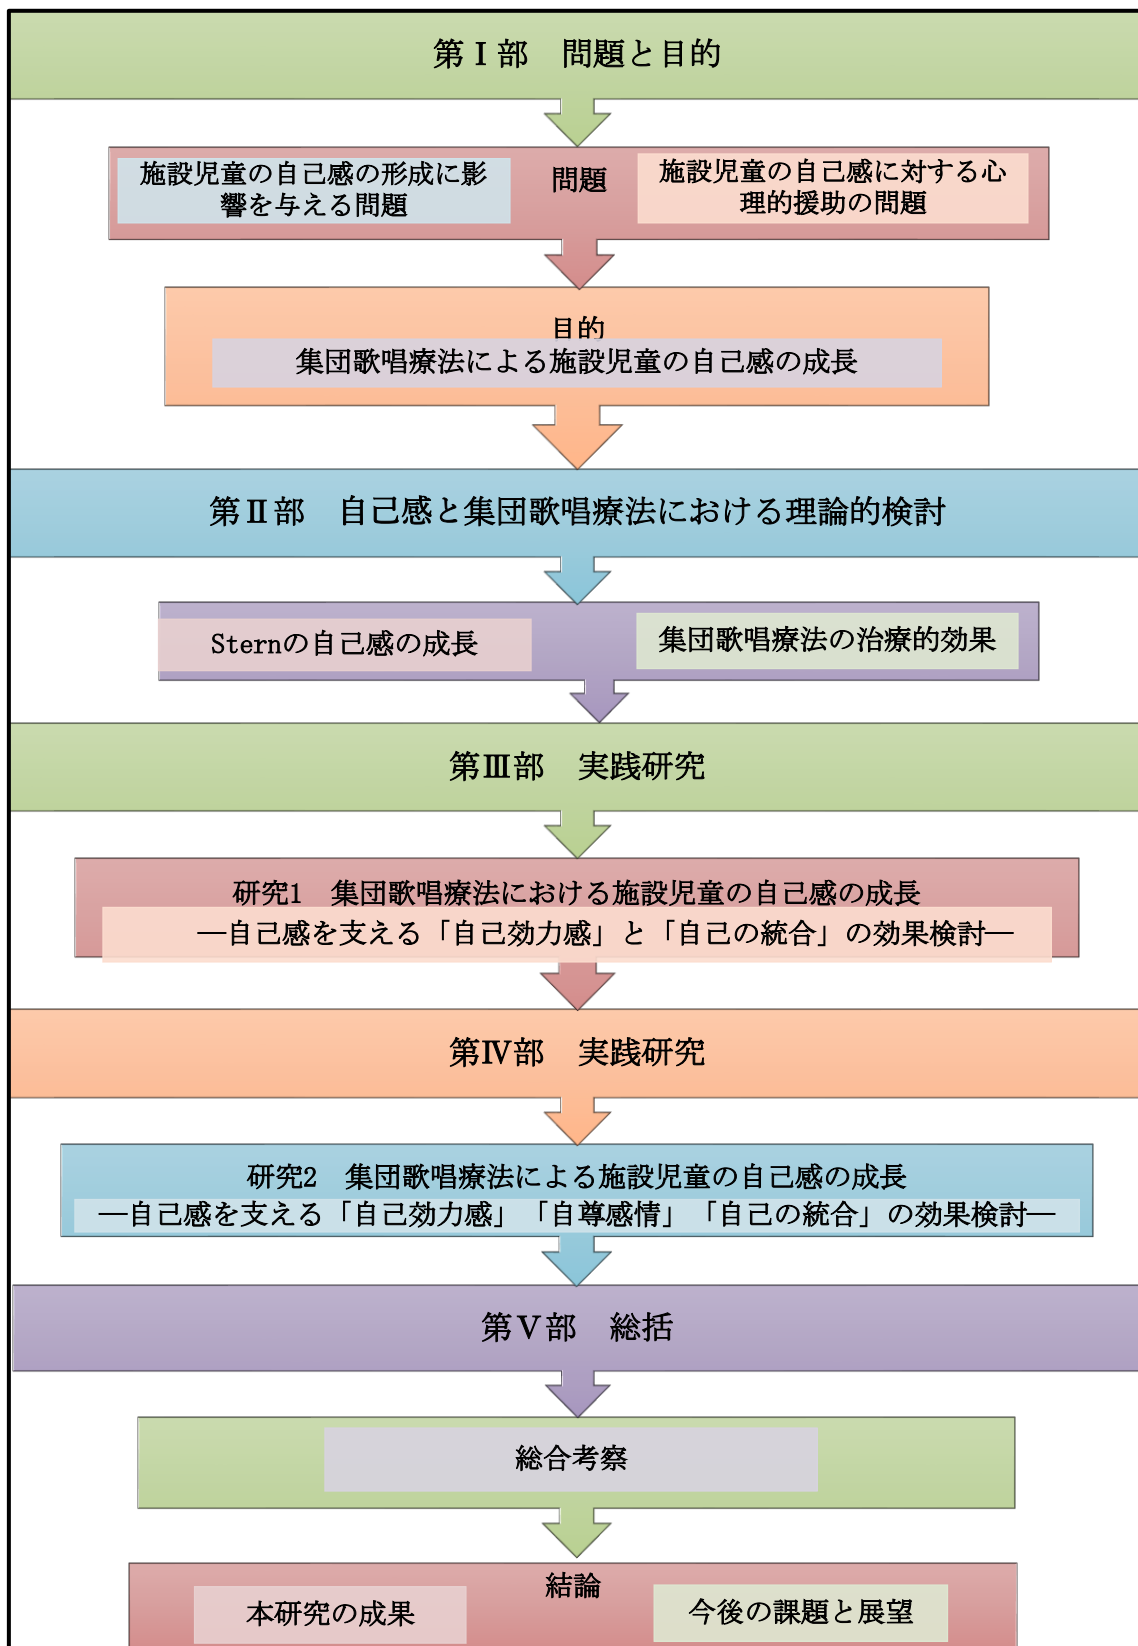 第Ⅰ部　問題と目的
施設児童の自己感の形成に影
響を与える問題
問題
施設児童の自己感に対する心
理的援助の問題
目的
集団歌唱療法による施設児童の自己感の成長
第Ⅱ部　自己感と集団歌唱療法における理論的検討
Sternの自己感の成長
集団歌唱療法の治療的効果
第Ⅲ部　実践研究
研究1　集団歌唱療法における施設児童の自己感の成長
―自己感を支える「自己効力感」と「自己の統合」の効果検討―
第Ⅳ部　実践研究
研究2　集団歌唱療法による施設児童の自己感の成長
―自己感を支える「自己効力感」「自尊感情」「自己の統合」の効果検討―
第Ⅴ部　総括
総合考察
結論
本研究の成果
今後の課題と展望